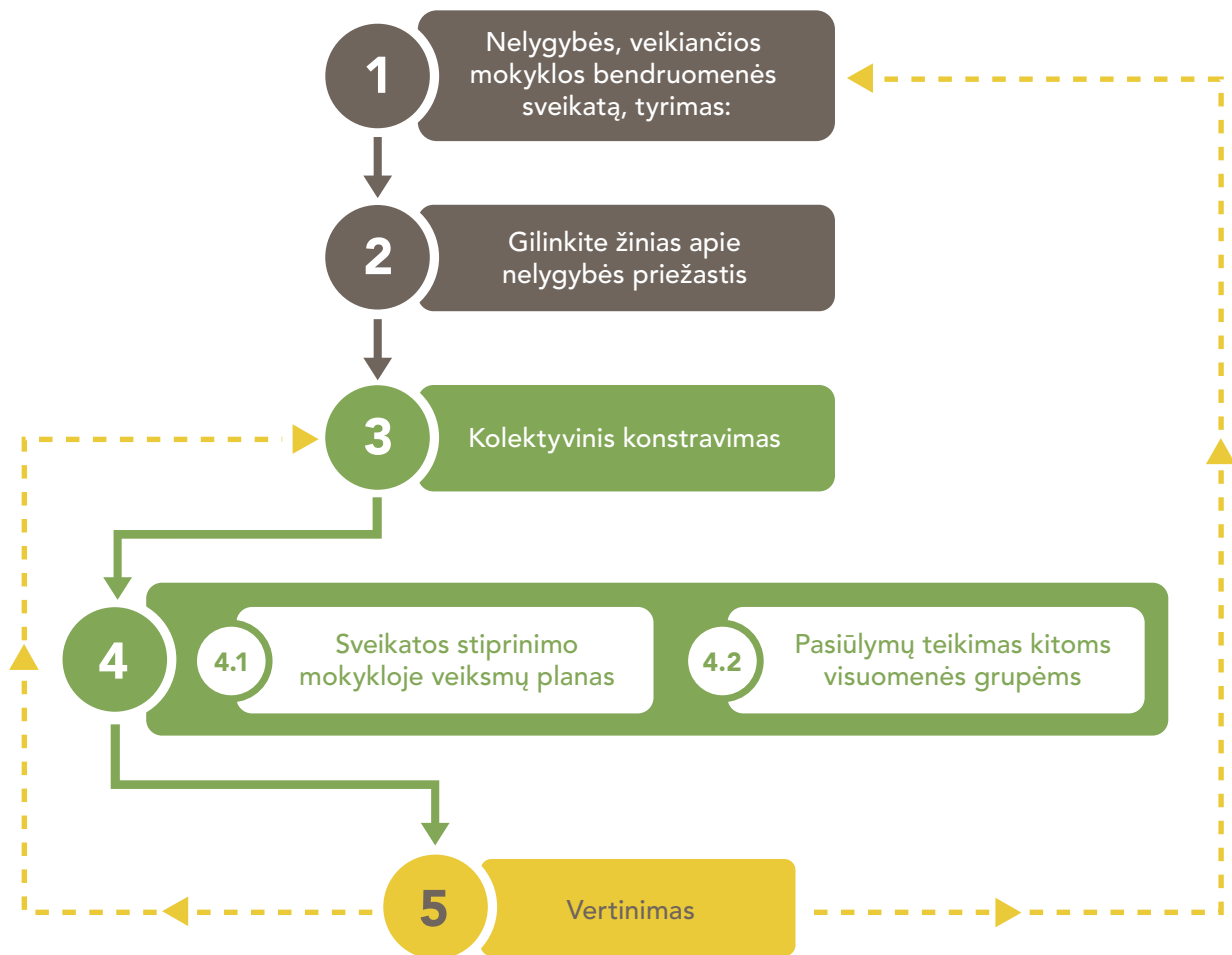 1
Nelygybės, veikiančios
mokyklos bendruomenės
sveikatą, tyrimas:
2
Gilinkite žinias apie
nelygybės priežastis
3
Kolektyvinis konstravimas
4
4.1
Sveikatos stiprinimo
mokykloje veiksmų planas
4.2
Pasiūlymų teikimas kitoms
visuomenės grupėms
5
Vertinimas